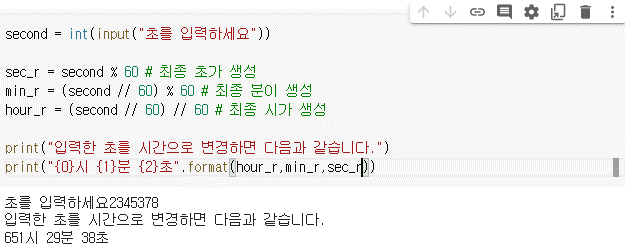 second = int(input("초를 입력하세요"))
sec_r = second % 60 # 최종 초가 생성
min_r = (second // 60) % 60 # 최종 분이 생성
hour_r = (second // 60) // 60 # 최종 시가 생성
print("입력한 초를 시간으로 변경하면 다음과 같습니다.")
print("{0}시 {1}분 {2}초".format(hour_r,min_r,sec_r))
초를 입력하세요2345378
입력한 초를 시간으로 변경하면 다음과 같습니다.
651시 29분 38초